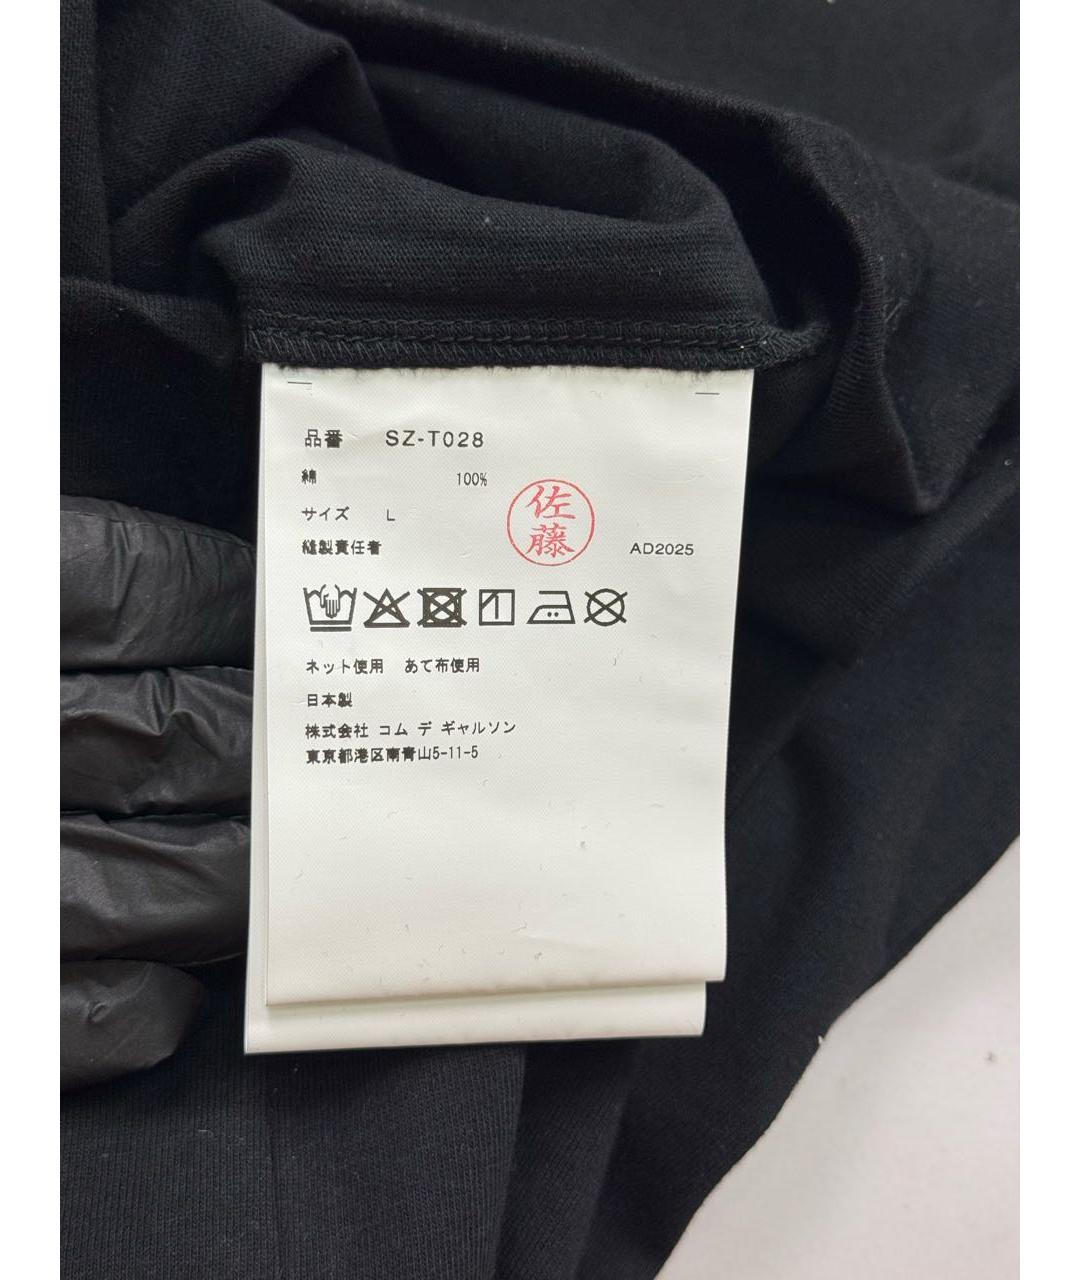 品番 SZ-T028
綿 100%
サイズ L
佐藤
縫製責任者 AD2025
ネット使用 あて布使用
日本製
株式会社 コム デ ギャルソン
東京都港区南青山5-11-5